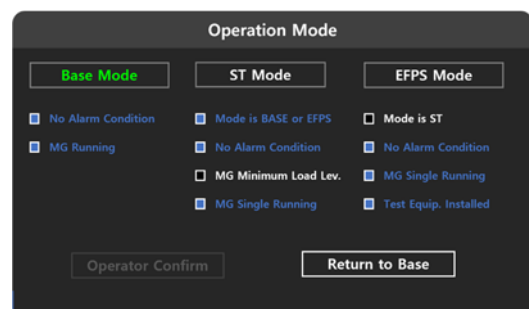 Operation Mode
Base Mode
No Alarm Condition
MG Running
ST Mode
Mode is BASE or EFPS
No Alarm Condition
MG Minimum Load Lev.
MG Single Running
EFPS Mode
Mode is ST
No Alarm Condition
MG Single Running
Test Equip. Installed
Operator Confirm
Return to Base